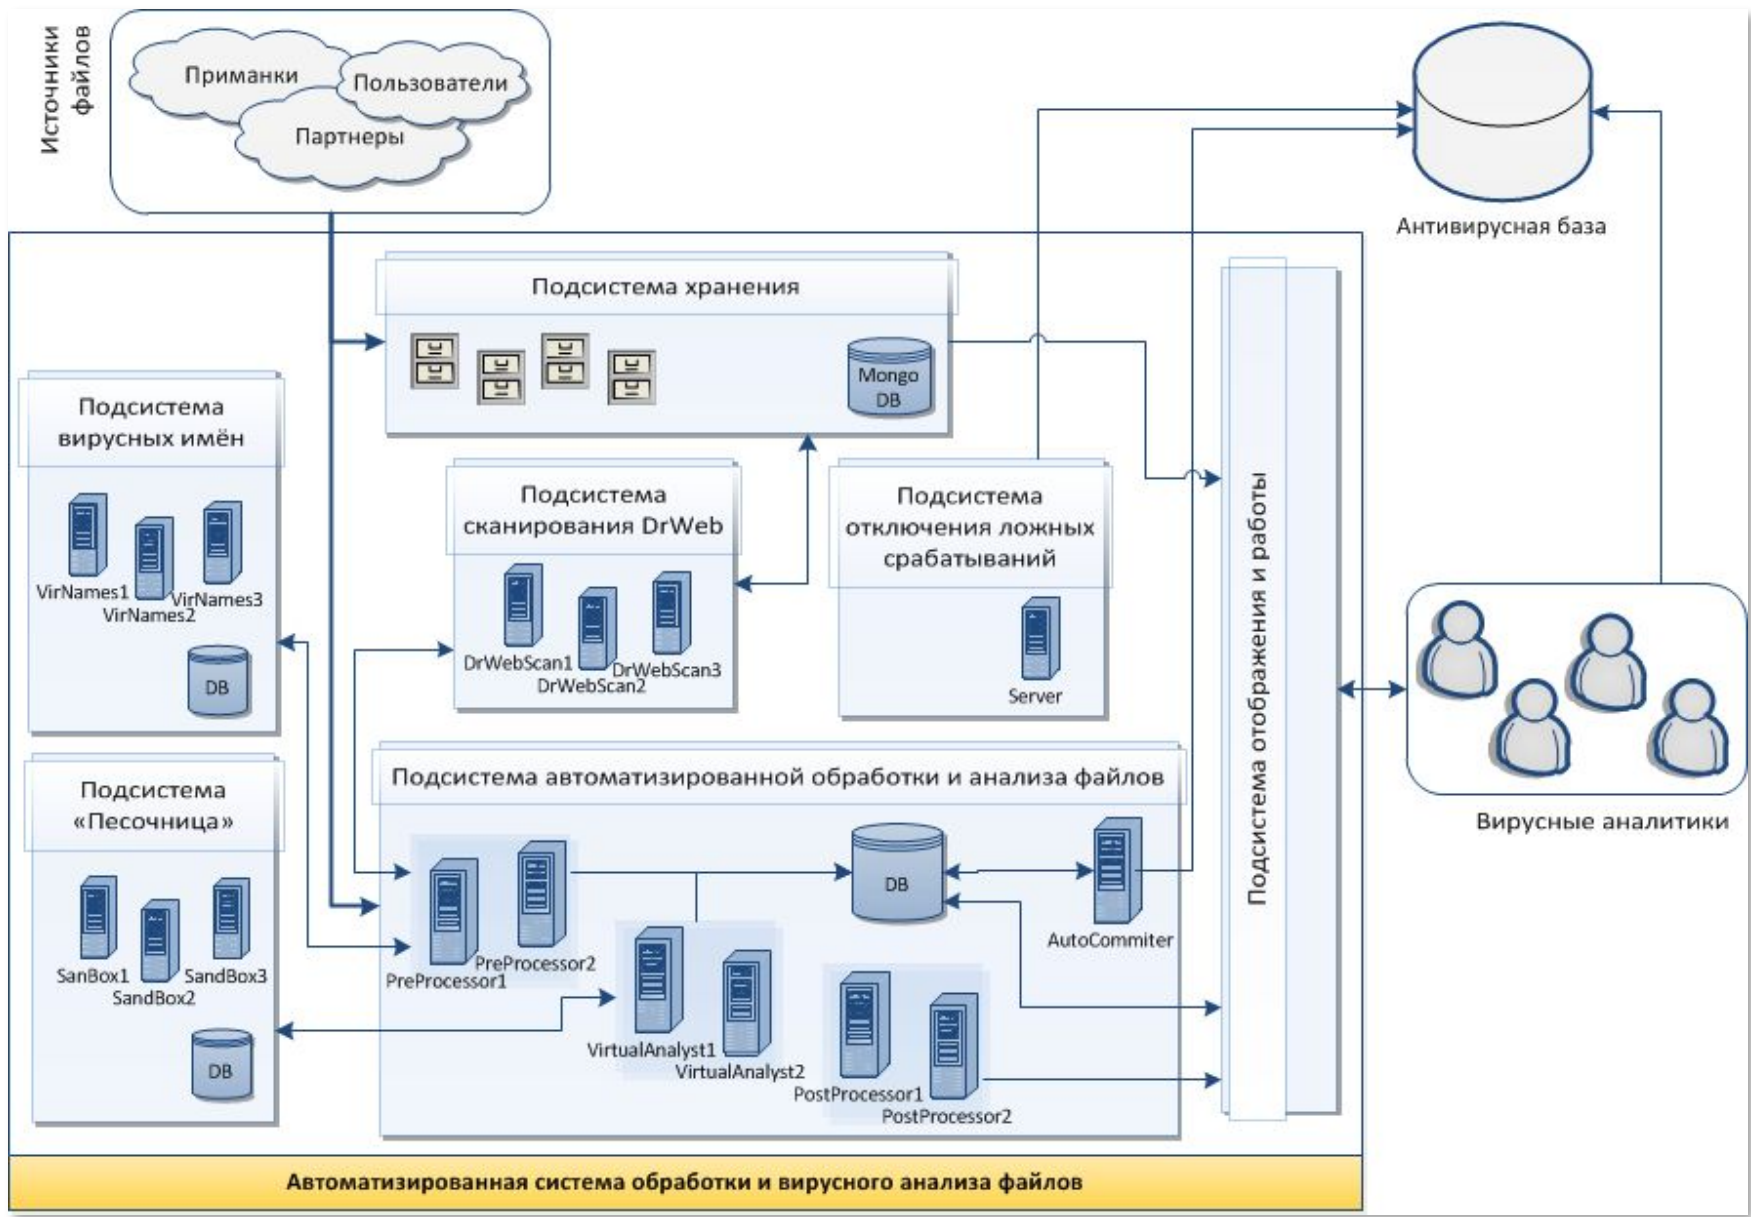 Источники
файлов
Приманки
Пользователи
Партнеры
Антивирусная база
Подсистема хранения
Mongo
DB
Подсистема
вирусных имён
VirNames1
VirNames2
VirNames3
DB
Подсистема
сканирования DrWeb
DrWebScan1
DrWebScan2
DrWebScan3
Подсистема
отключения ложных
срабатываний
Server
Подсистема отображения и работы
Вирусные аналитики
Подсистема
«Песочница»
SanBox1
SandBox2
SandBox3
DB
Подсистема автоматизированной обработки и анализа файлов
PreProcessor1
PreProcessor2
VirtualAnalyst1
VirtualAnalyst2
DB
AutoCommiter
PostProcessor1
PostProcessor2
Автоматизированная система обработки и вирусного анализа файлов